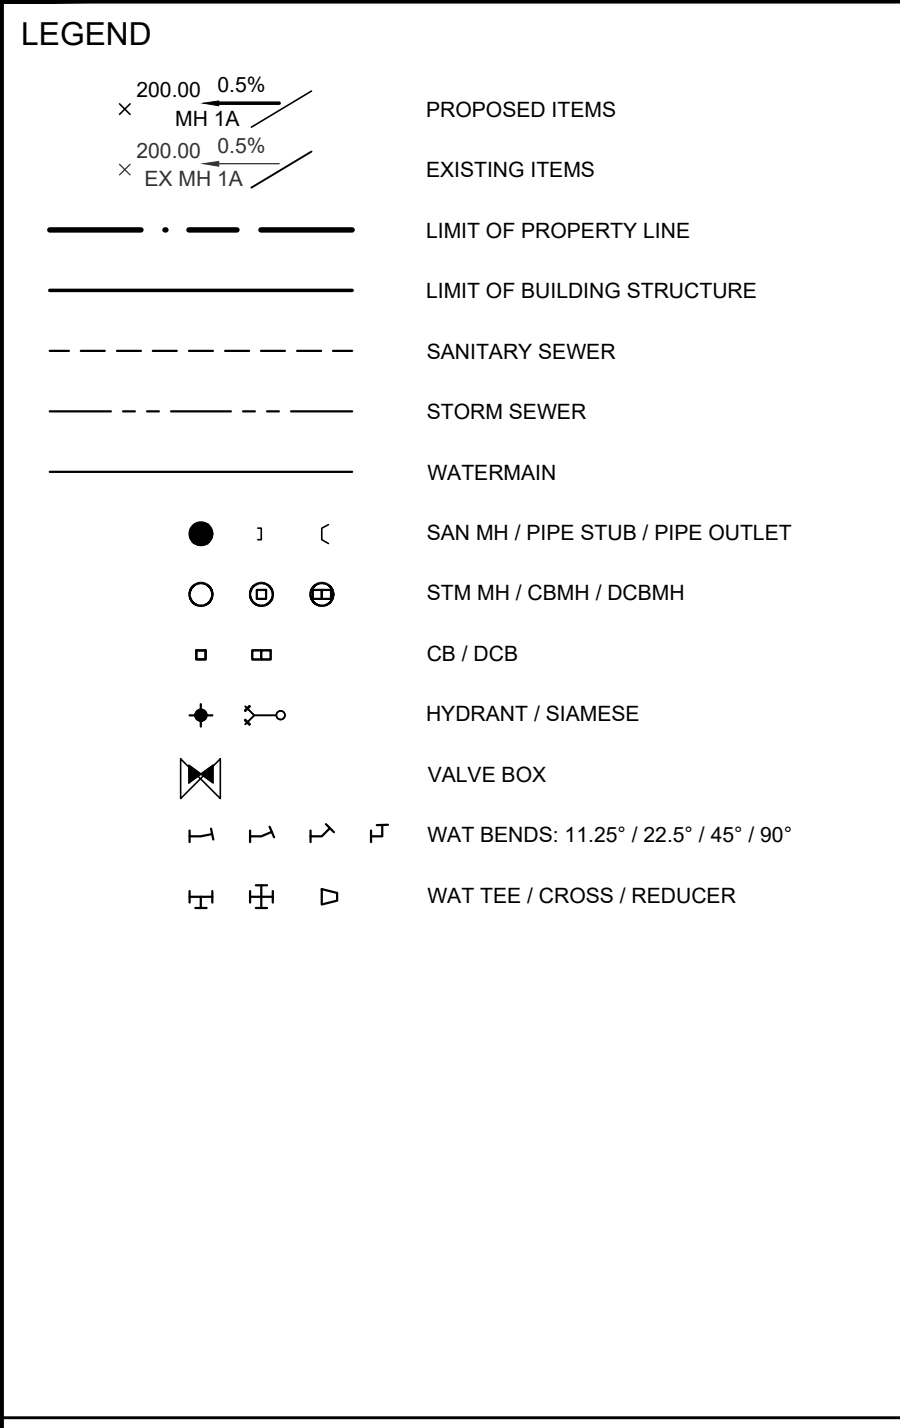 LEGEND
200.00 0.5%
MH 1A
PROPOSED ITEMS
200.00 0.5%
EX MH 1A
EXISTING ITEMS
LIMIT OF PROPERTY LINE
LIMIT OF BUILDING STRUCTURE
SANITARY SEWER
STORM SEWER
WATERMAIN
SAN MH / PIPE STUB / PIPE OUTLET
STM MH / CBMH / DCBMH
CB / DCB
HYDRANT / SIAMESE
VALVE BOX
WAT BENDS: 11.25° / 22.5° / 45° / 90°
WAT TEE / CROSS / REDUCER